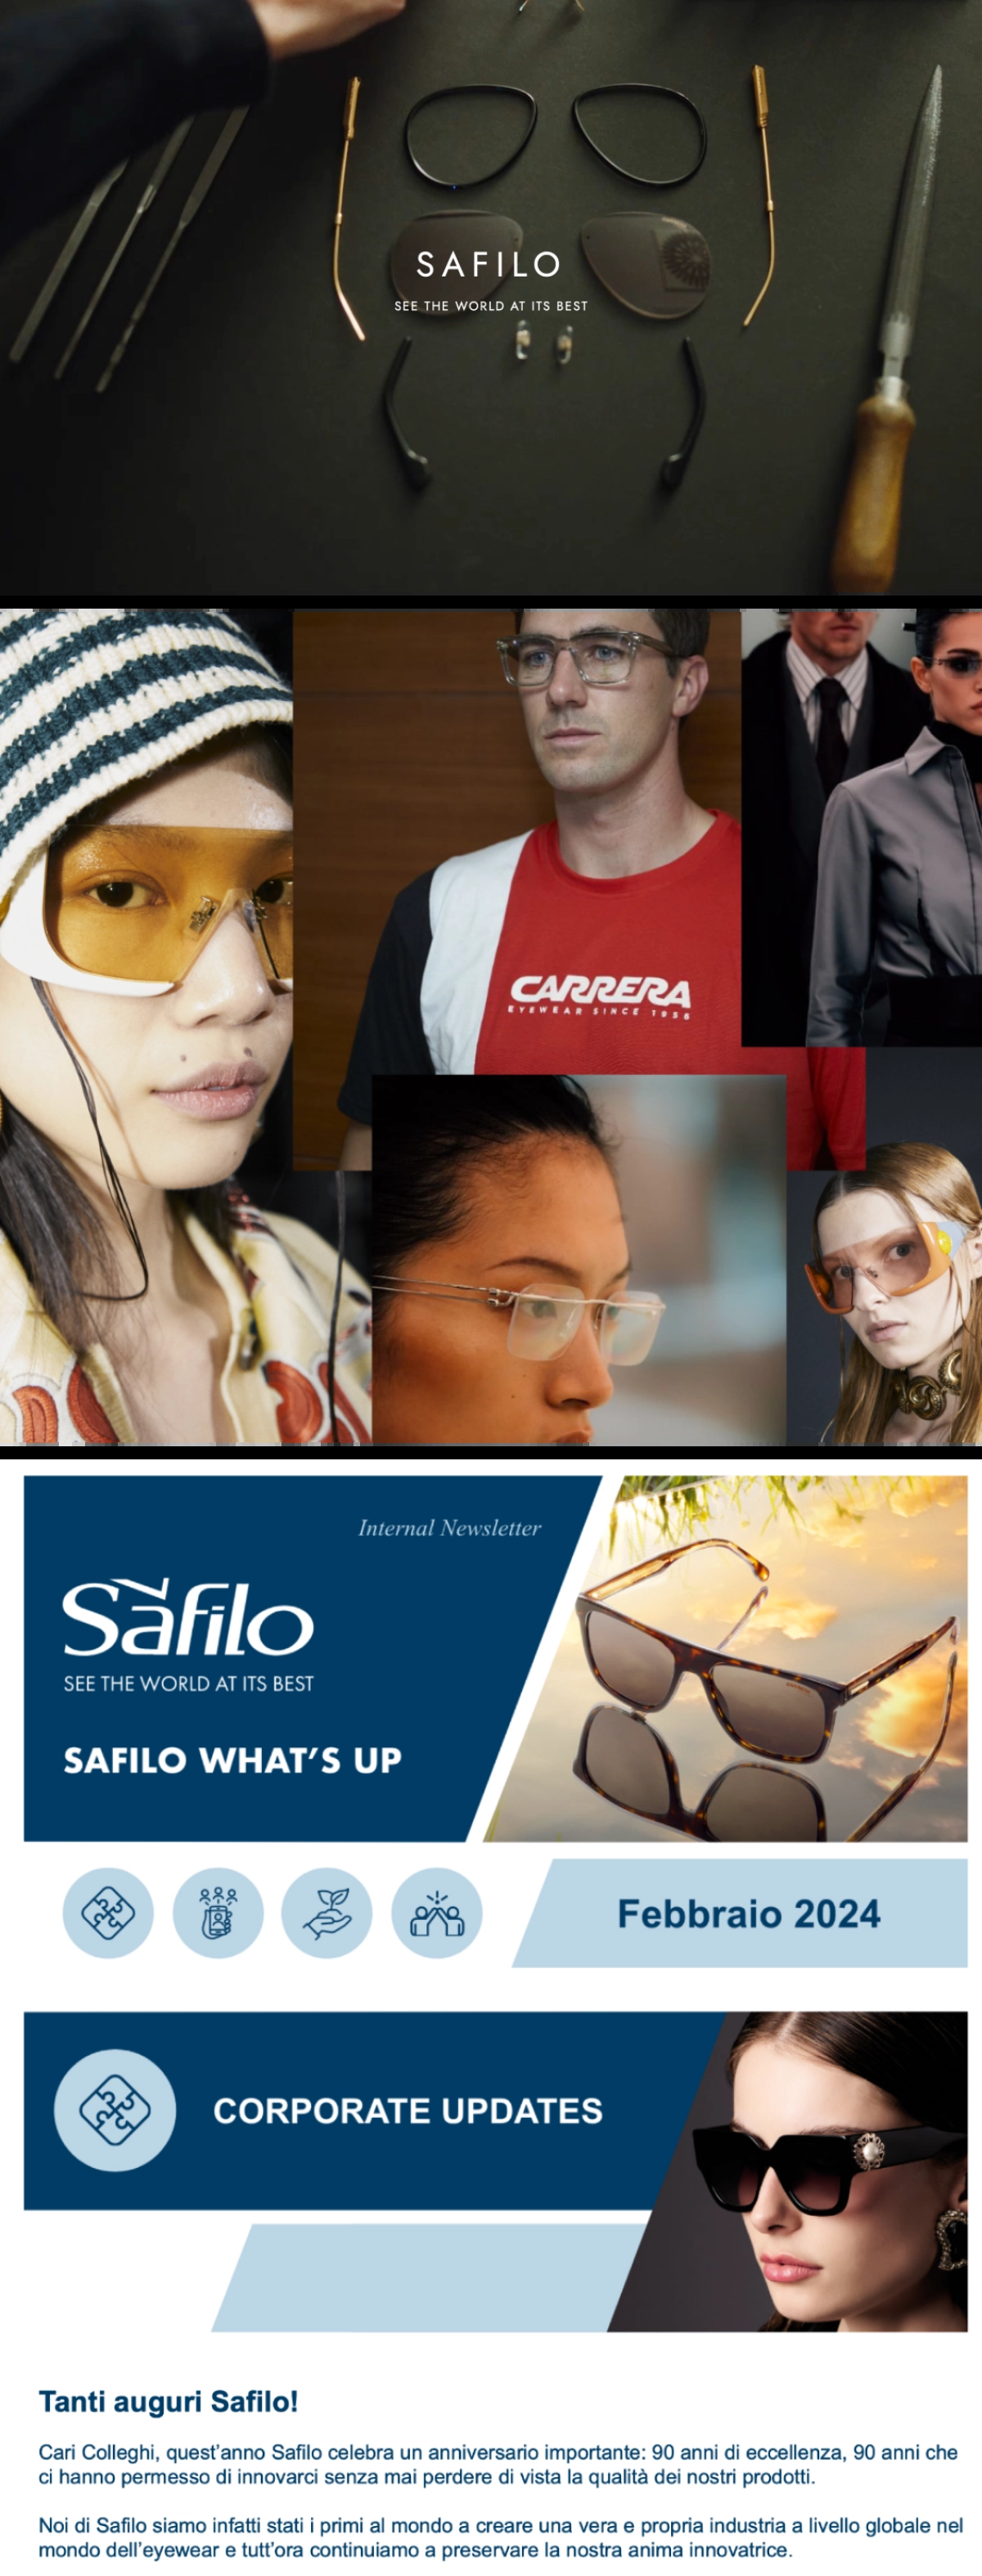 SAFILO
SEE THE WORLD AT ITS BEST
CARRERA
EYEWEAR SINCE 1956
Internal Newsletter
Safilo
SEE THE WORLD AT ITS BEST
SAFILO WHAT'S UP
Febbraio 2024
CORPORATE UPDATES
Tanti auguri Safilo!
Cari Colleghi, quest'anno Safilo celebra un anniversario importante: 90 anni di eccellenza, 90 anni che
ci hanno permesso di innovarci senza mai perdere di vista la qualità dei nostri prodotti.
Noi di Safilo siamo infatti stati i primi al mondo a creare una vera e propria industria a livello globale nel
mondo dell'eyewear e tutt'ora continuiamo a preservare la nostra anima innovatrice.